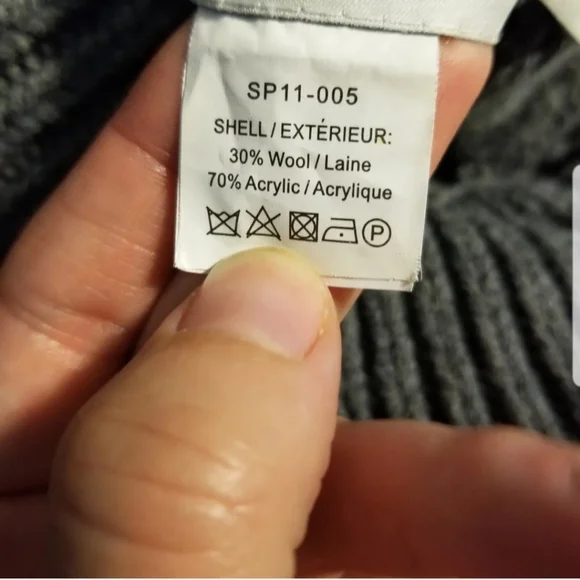 SP11-005
SHELL/EXTÉRIEUR:
30% Wool/Laine
70% Acrylic/Acrylique
P